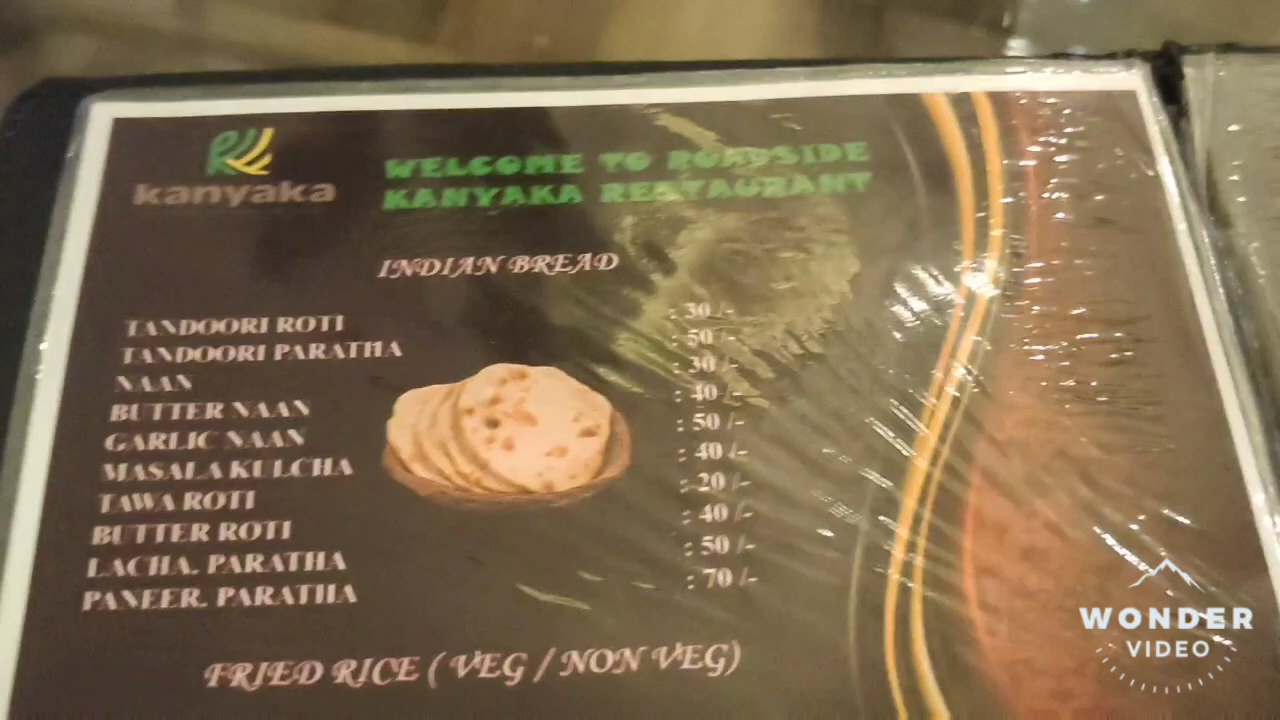 kanyaka
WELCOME TO ROADSIDE
KANYAKA RESTAURANT
INDIAN BREAD
TANDOORI ROTI : 30 /-
TANDOORI PARATHA : 50 /-
NAAN : 30 /-
BUTTER NAAN : 40 /-
GARLIC NAAN : 50 /-
MASALA KULCHA : 40 /-
TAWA ROTI : 20 /-
BUTTER ROTI : 40 /-
LACHA. PARATHA : 50 /-
PANEER. PARATHA : 70 /-
FRIED RICE ( VEG / NON VEG)
WONDER
VIDEO